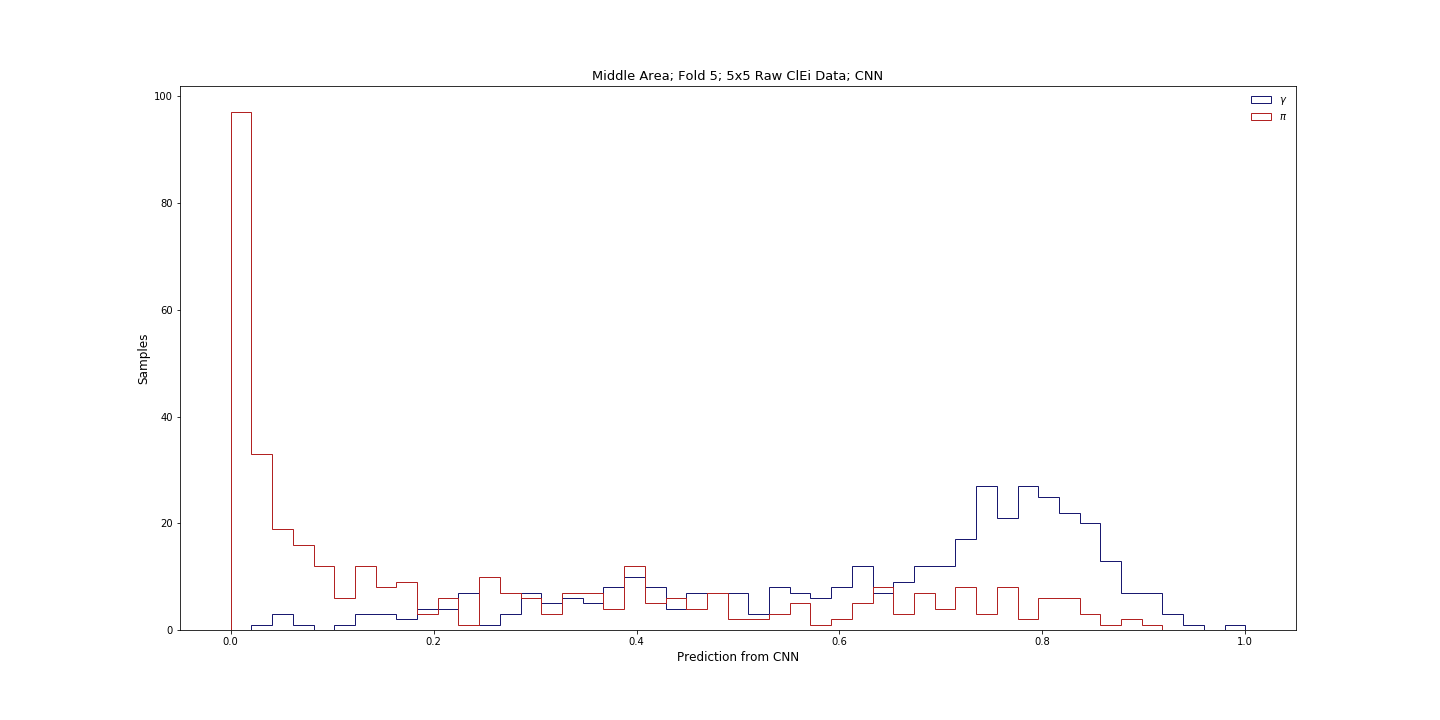 Middle Area; Fold 5; 5x5 Raw ClEi Data; CNN
γ
π
100
80
60
40
20
0
Samples
0.0 0.2 0.4 0.6 0.8 1.0
Prediction from CNN